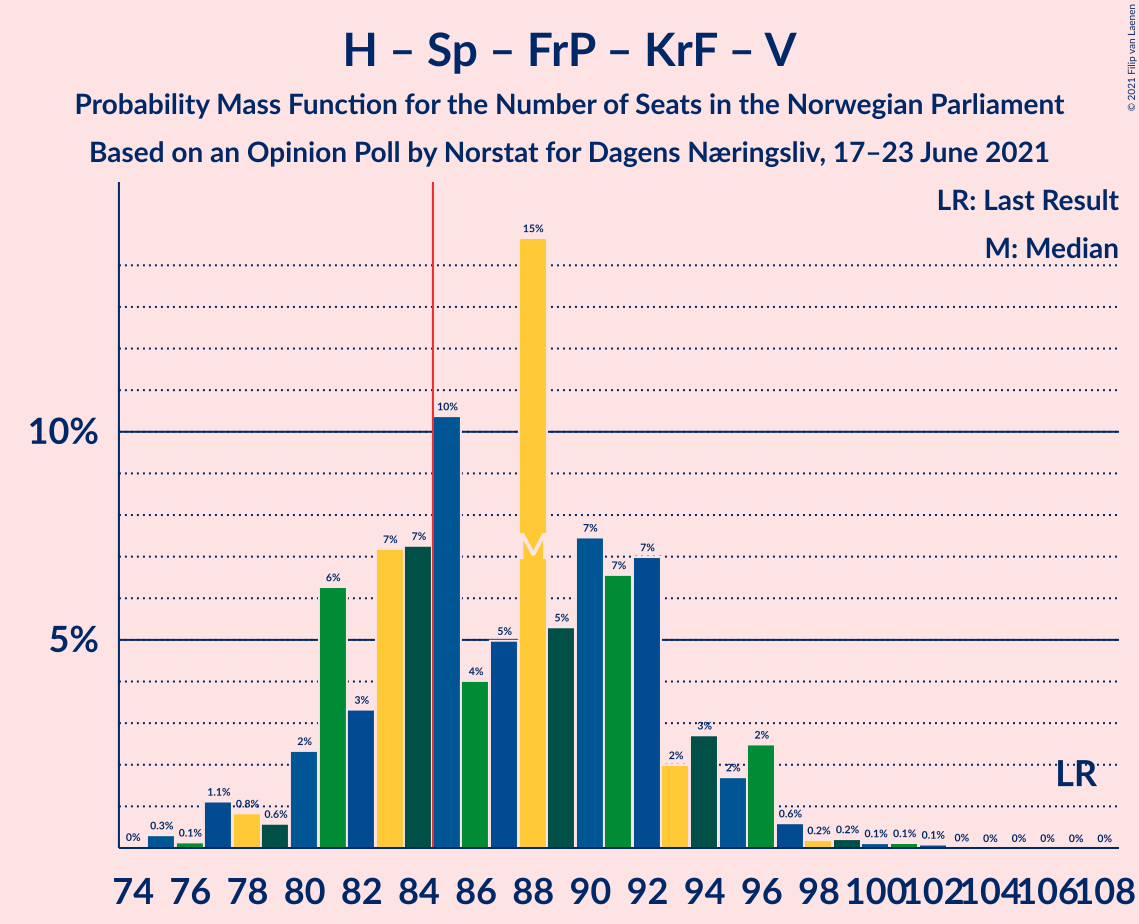 H – Sp – FrP – KrF – V
Probability Mass Function for the Number of Seats in the Norwegian Parliament
Based on an Opinion Poll by Norstat for Dagens Næringsliv, 17–23 June 2021
© 2021 Filip van Laenen
LR: Last Result
M: Median
10%
5%
0% 0.3% 0.1% 1.1% 0.8% 0.6% 2% 6% 3% 7% 7% 10% 4% 5% 15% 5% 7% 7% 7% 2% 3% 2% 2% 0.6% 0.2% 0.2% 0.1% 0.1% 0.1% 0% 0% 0% 0% 0% 0%
M
LR
74 76 78 80 82 84 86 88 90 92 94 96 98 100 102 104 106 108